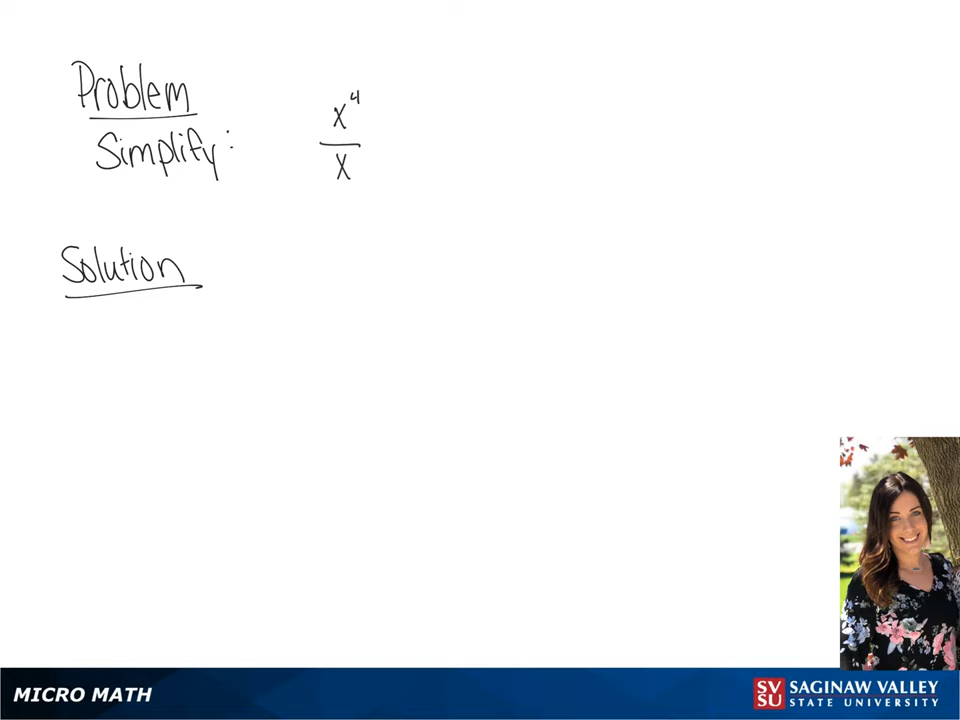 Problem
Simplify: x⁴
x
Solution
MICRO MATH
SV SU SAGINAW VALLEY
STATE UNIVERSITY